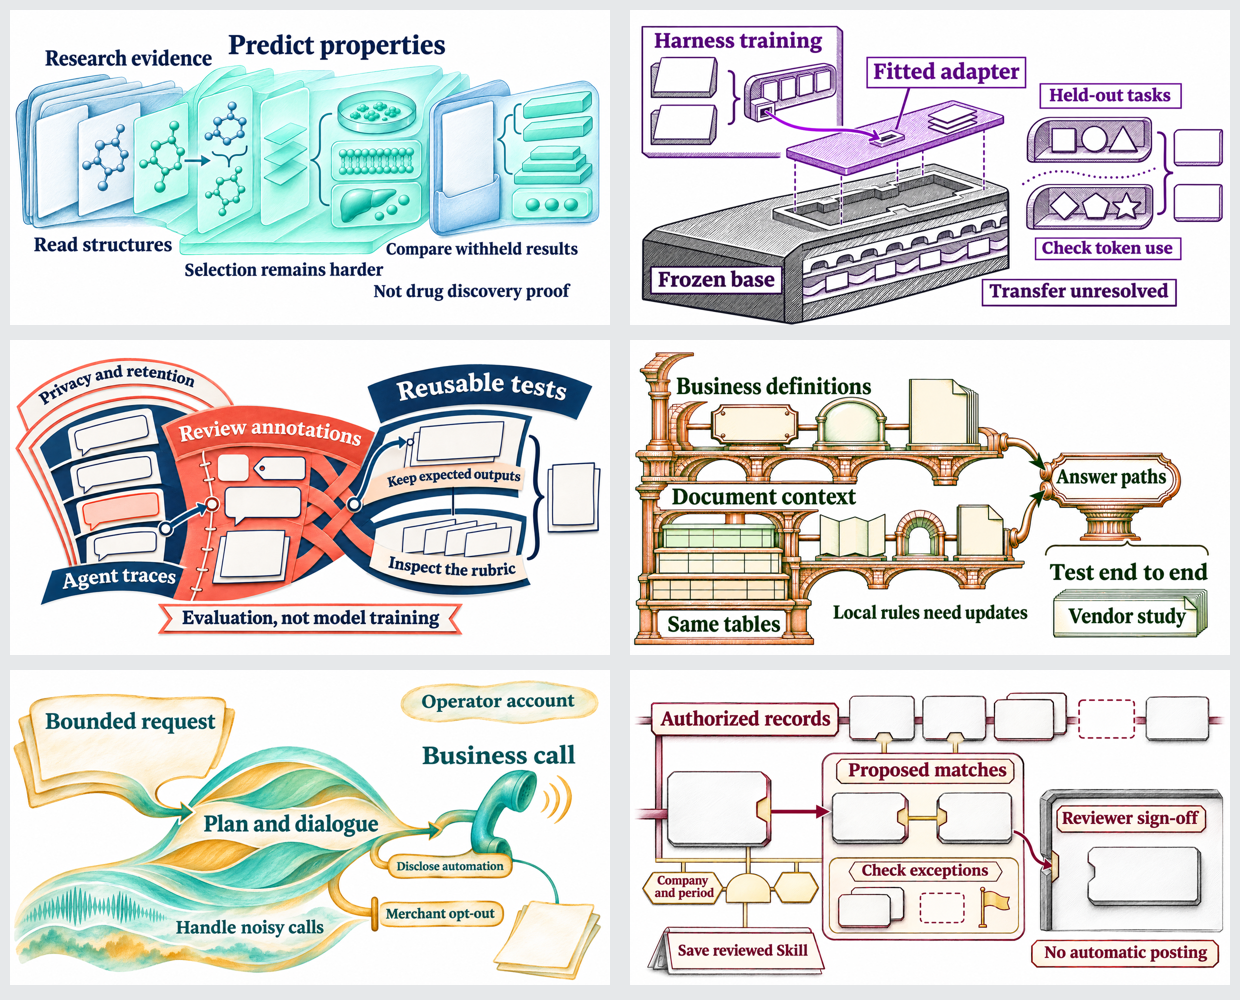 Research evidence
Predict properties
Read structures
Selection remains harder
Compare withheld results
Not drug discovery proof
Harness training
Fitted adapter
Held-out tasks
Check token use
Frozen base
Transfer unresolved
Privacy and retention
Review annotations
Reusable tests
Keep expected outputs
Inspect the rubric
Agent traces
Evaluation, not model training
Business definitions
Document context
Answer paths
Same tables
Local rules need updates
Test end to end
Vendor study
Bounded request
Operator account
Business call
Plan and dialogue
Disclose automation
Merchant opt-out
Handle noisy calls
Authorized records
Proposed matches
Reviewer sign-off
Check exceptions
Company
and period
Save reviewed Skill
No automatic posting